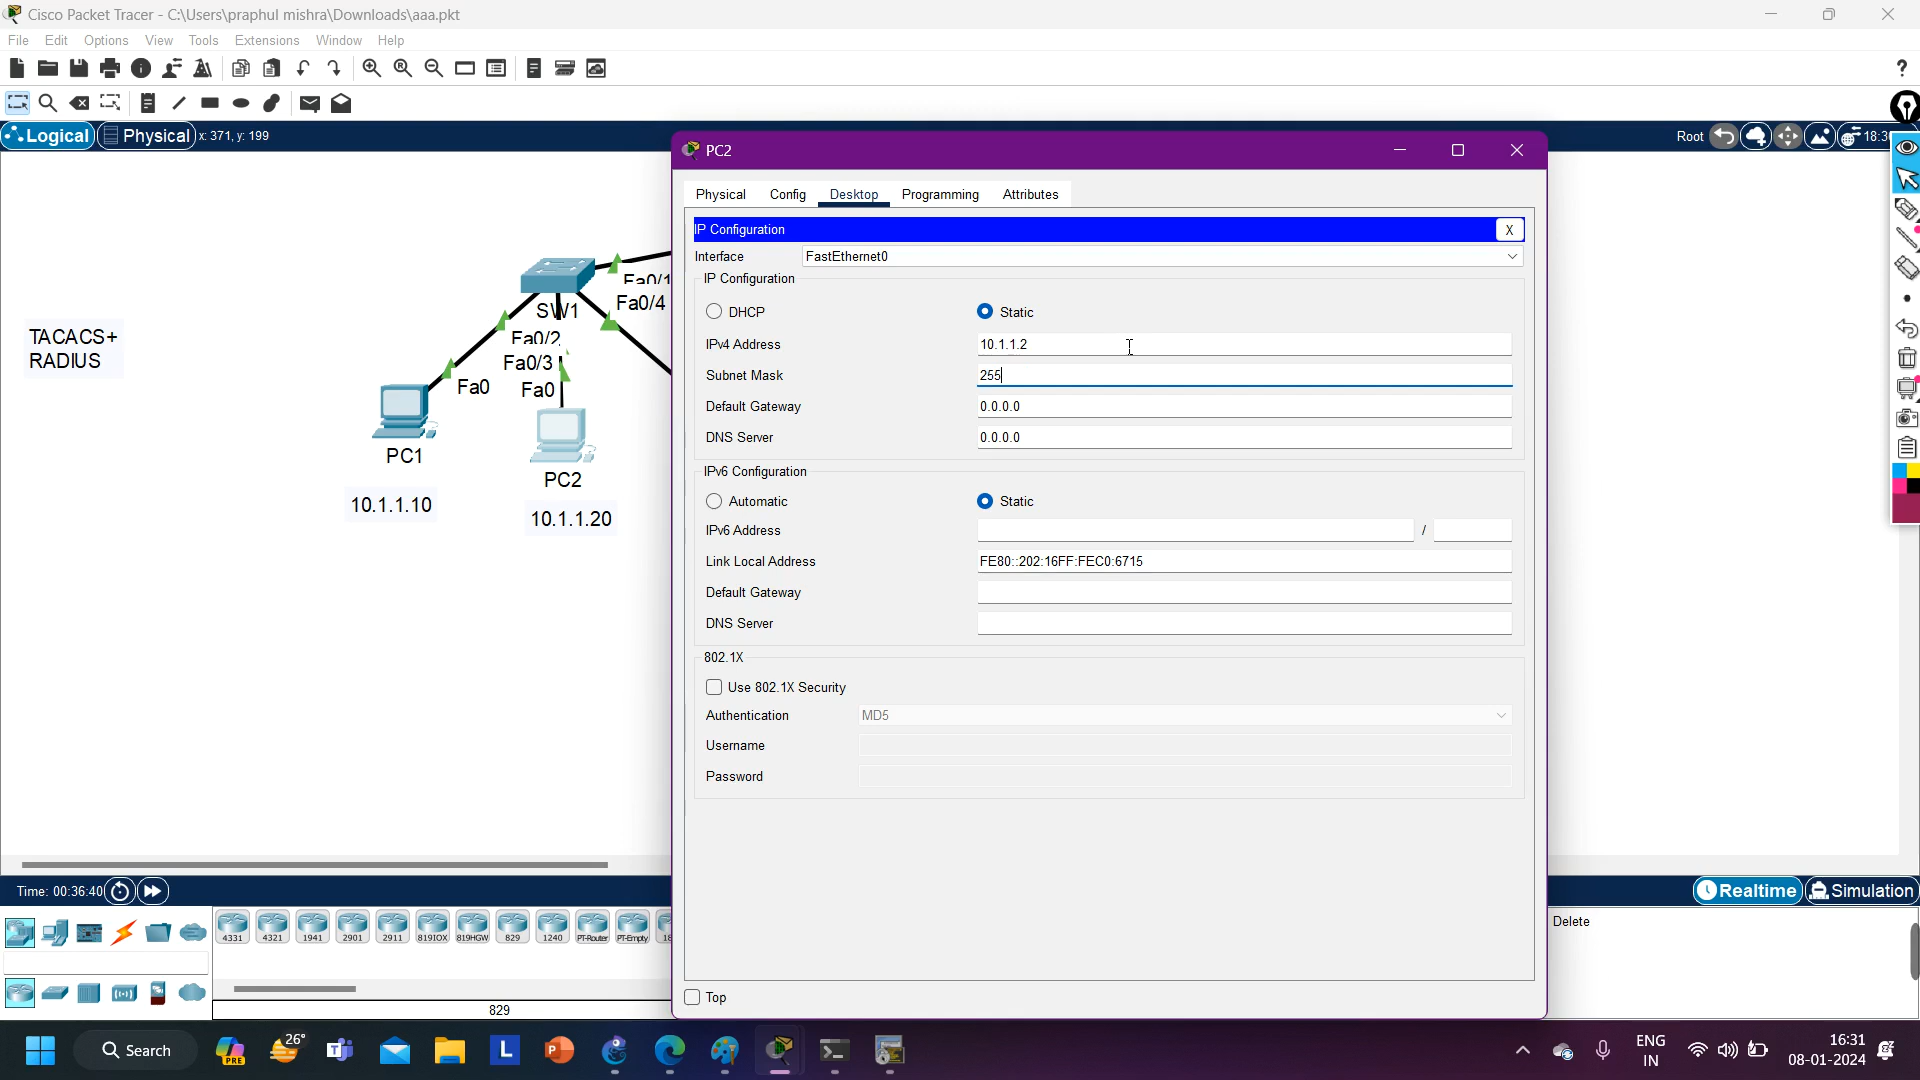 Cisco Packet Tracer - C:\Users\praphul mishra\Downloads\aaa.pkt
File Edit Options View Tools Extensions Window Help
?
Logical Physical x: 371, y: 199
Root 18:3
PC2
Physical Config Desktop Programming Attributes
IP Configuration X
Interface FastEthernet0
IP Configuration
DHCP Static
IPv4 Address 10.1.1.2
Subnet Mask 255
Default Gateway 0.0.0.0
DNS Server 0.0.0.0
IPv6 Configuration
Automatic Static
IPv6 Address /
Link Local Address FE80::202:16FF:FEC0:6715
Default Gateway
DNS Server
802.1X
Use 802.1X Security
Authentication MD5
Username
Password
Top
TACACS+
RADIUS
SW1
Fa0/1
Fa0/4
Fa0/2
Fa0/3
Fa0
Fa0
PC1
PC2
10.1.1.10
10.1.1.20
Time: 00:36:40
Realtime Simulation
4331 4321 1941 2901 2911 819IOX 819HGW 829 1240 PT-Router PT-Empty 18
829
Delete
Search
PRE
26°
L
P
ENG
IN
16:31
08-01-2024